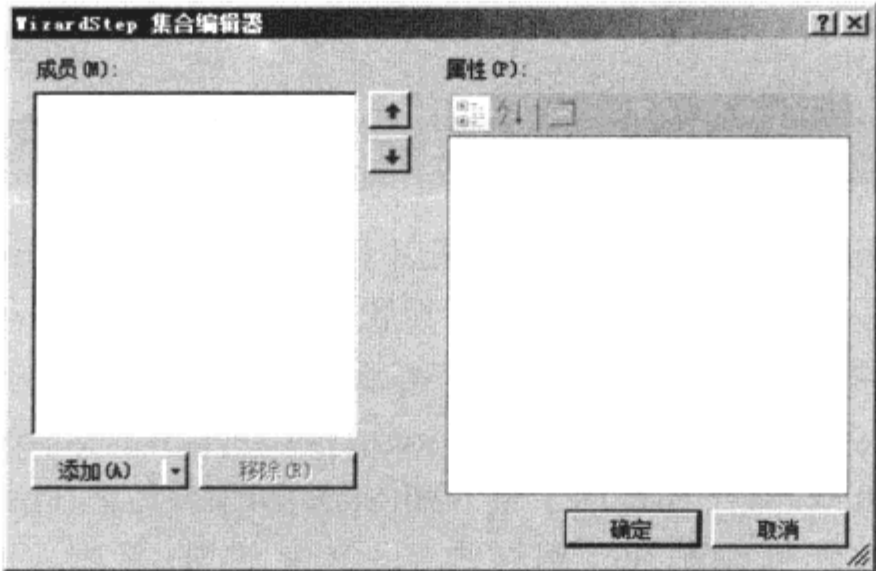 WizardStep 集合编辑器
成员(M):
属性(P):
添加(A)
移除(R)
确定
取消